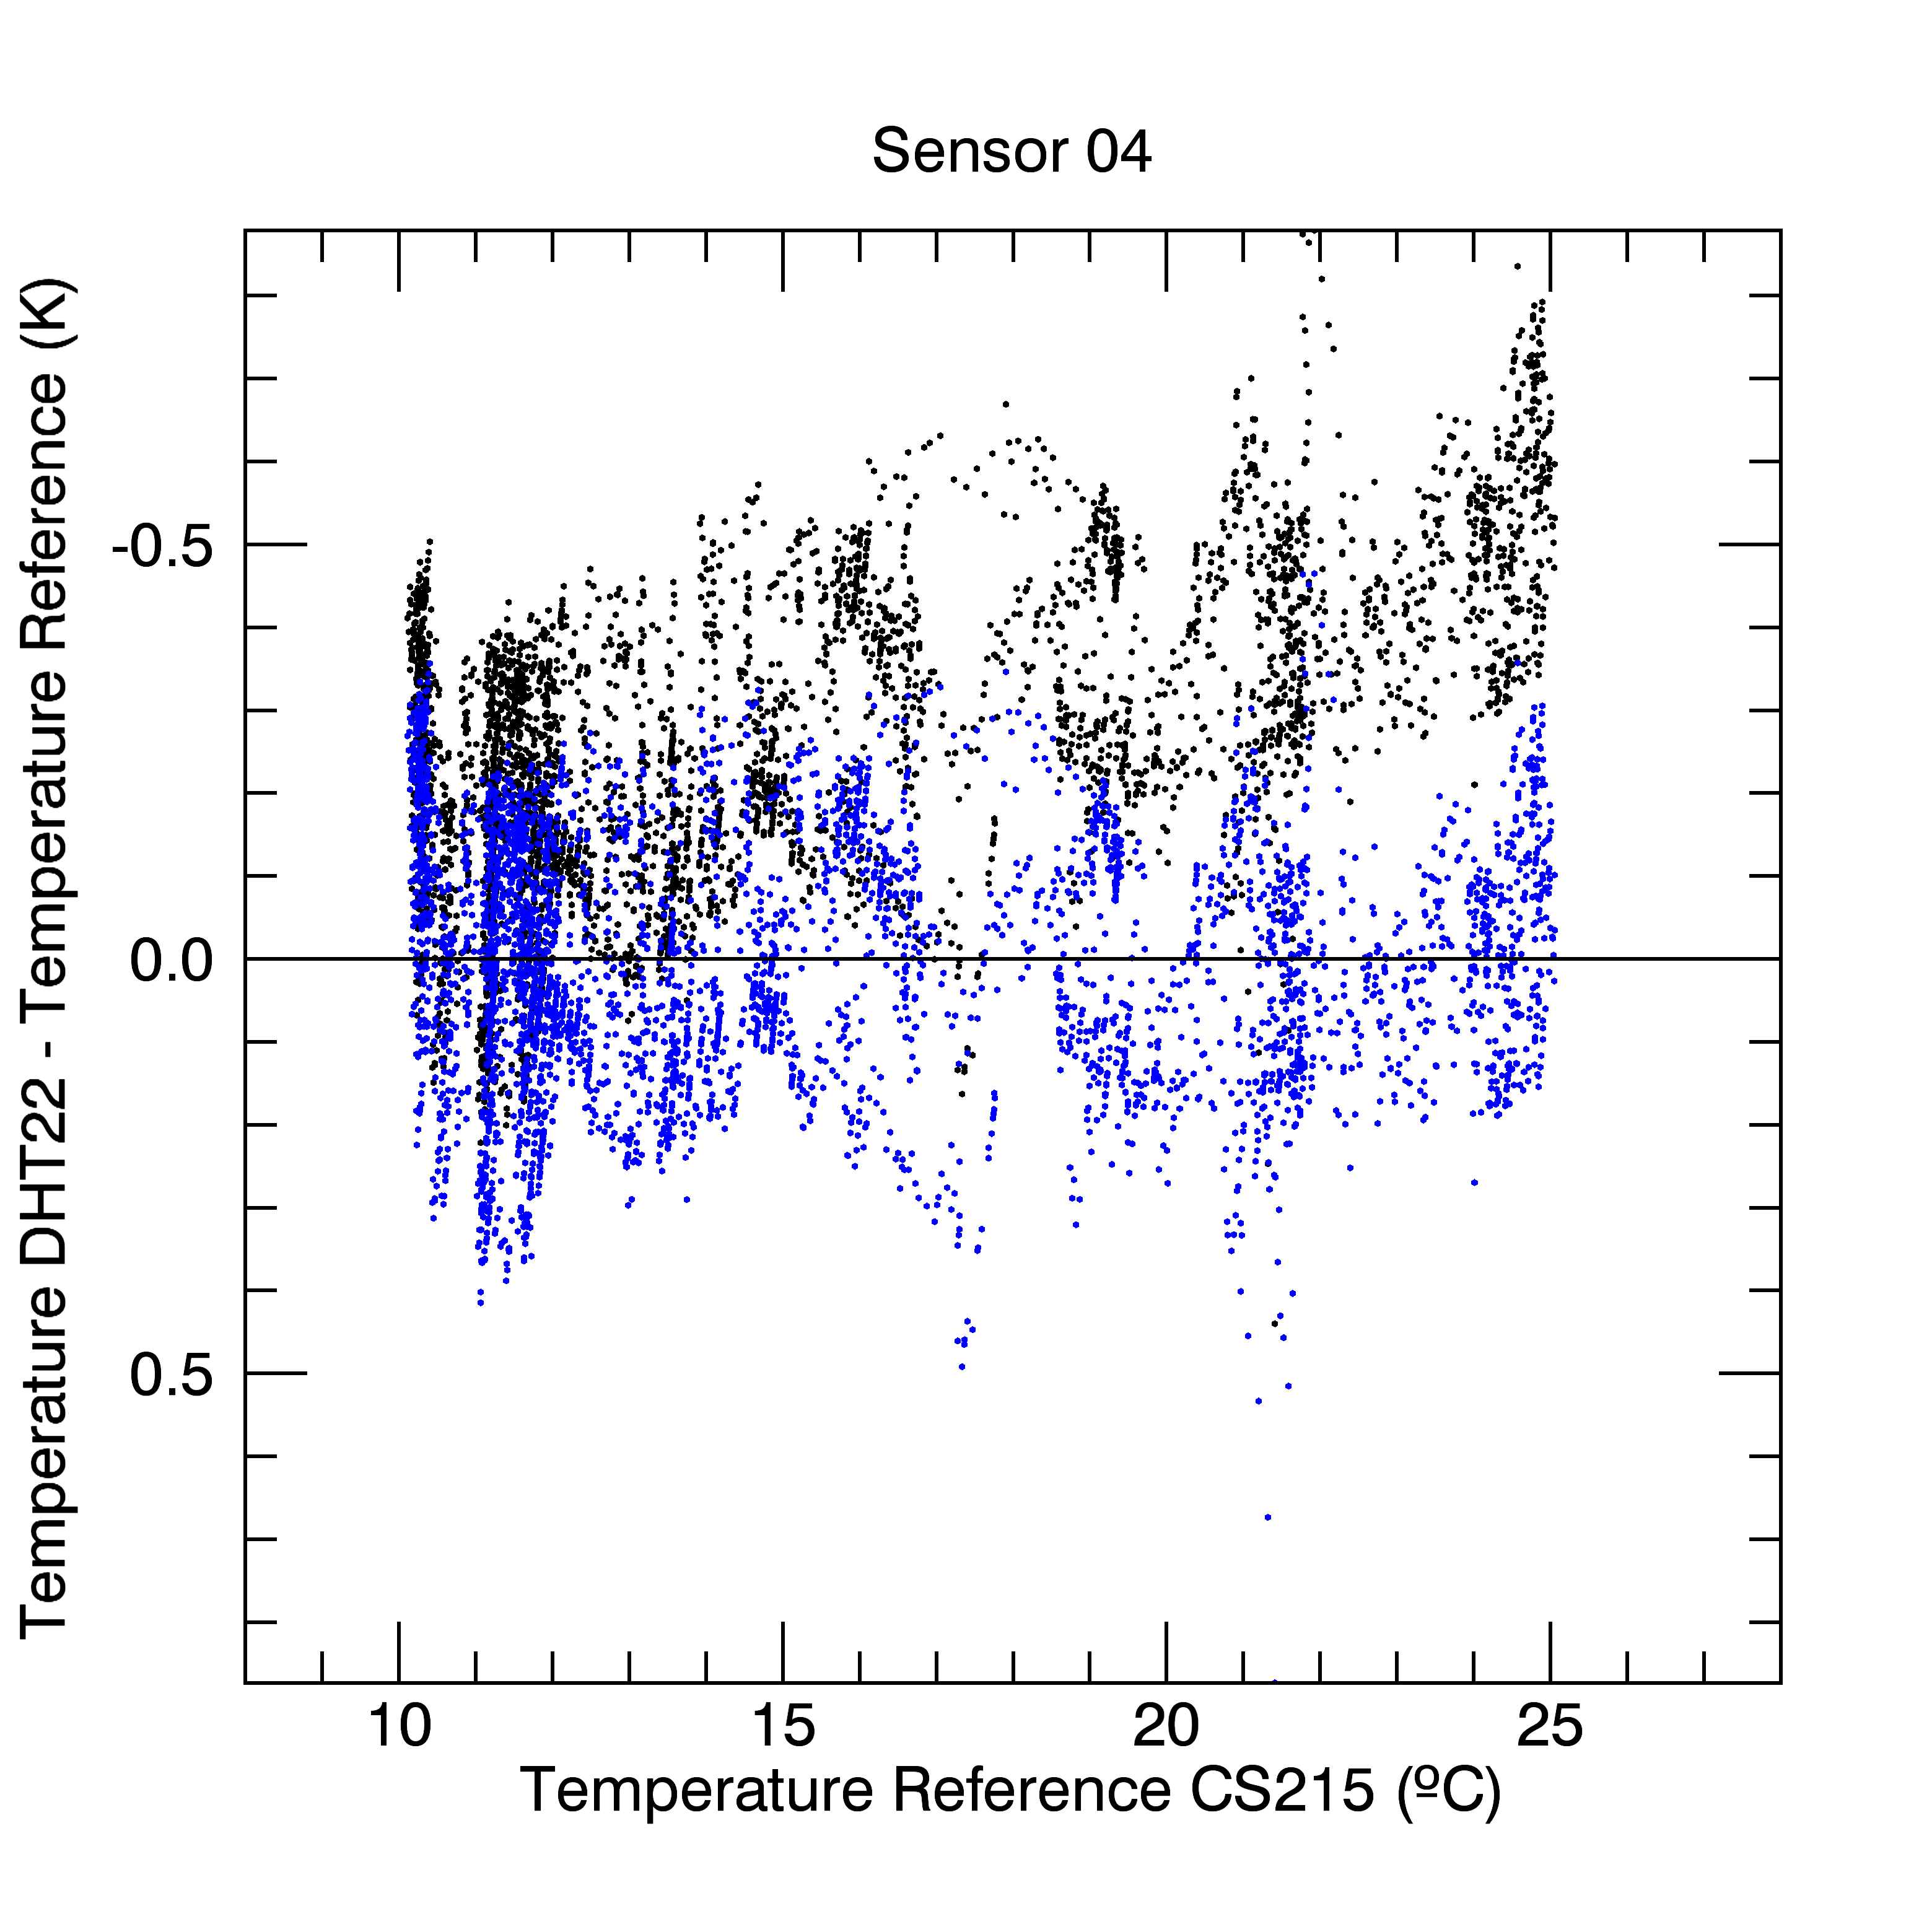 Sensor 04
Temperature DHT22 - Temperature Reference (K)
-0.5
0.0
0.5
10 15 20 25
Temperature Reference CS215 (ºC)